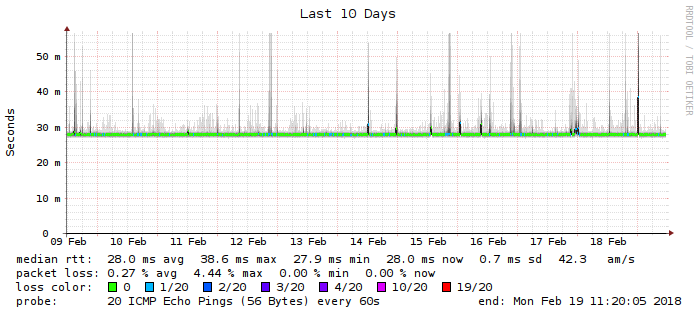 Last 10 Days
RRDTOOL / TOBI OETIKER
Seconds
50 m
40 m
30 m
20 m
10 m
0
09 Feb 10 Feb 11 Feb 12 Feb 13 Feb 14 Feb 15 Feb 16 Feb 17 Feb 18 Feb
median rtt: 28.0 ms avg 38.6 ms max 27.9 ms min 28.0 ms now 0.7 ms sd 42.3 am/s
packet loss: 0.27 % avg 4.44 % max 0.00 % min 0.00 % now
loss color: 0 1/20 2/20 3/20 4/20 10/20 19/20
probe: 20 ICMP Echo Pings (56 Bytes) every 60s end: Mon Feb 19 11:20:05 2018